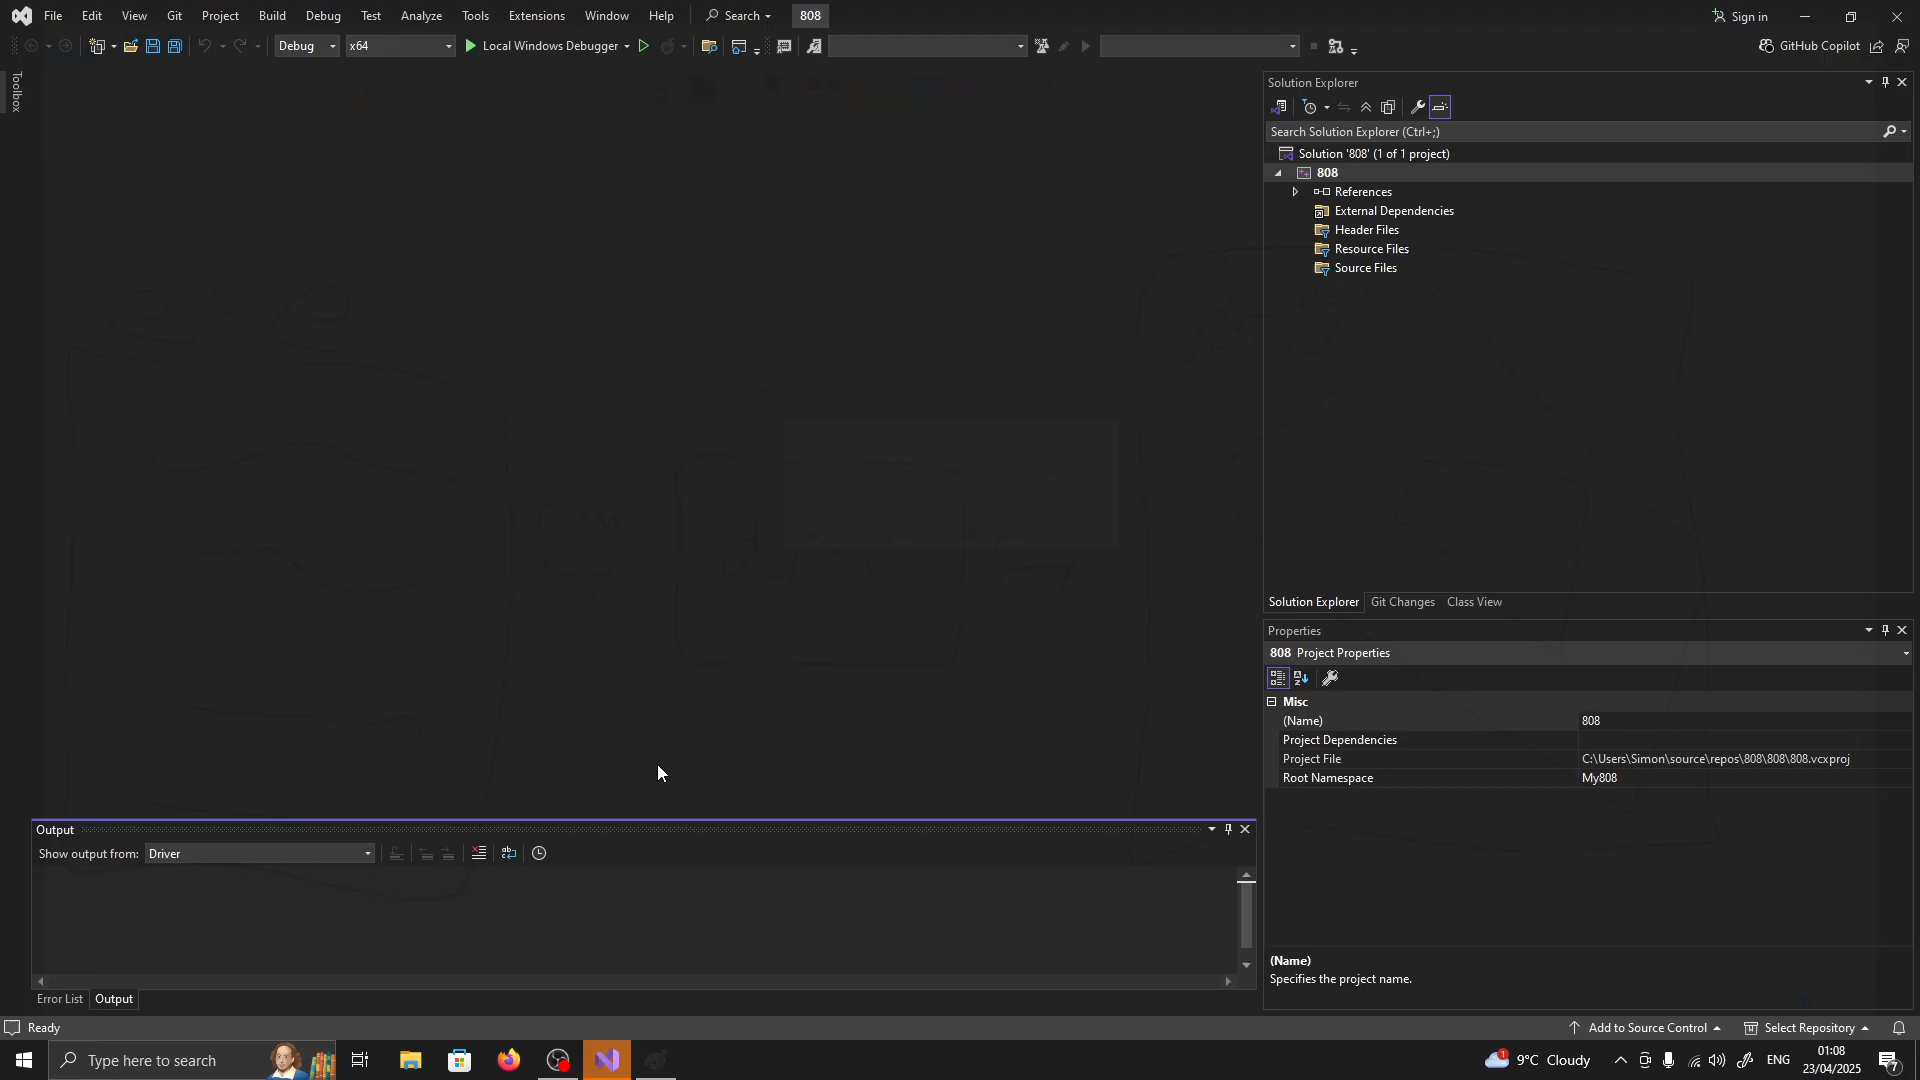 File Edit View Git Project Build Debug Test Analyze Tools Extensions Window Help Search 808 Sign in
Debug x64 Local Windows Debugger GitHub Copilot
Toolbox
Solution Explorer
Search Solution Explorer (Ctrl+;)
Solution '808' (1 of 1 project)
808
References
External Dependencies
Header Files
Resource Files
Source Files
exe
r/w
Solution Explorer Git Changes Class View
Properties
808 Project Properties
Misc
(Name) 808
Project Dependencies
Project File C:\Users\Simon\source\repos\808\808\808.vcxproj
Root Namespace My808
(Name)
Specifies the project name.
Output
Show output from: Driver
Error List Output
Ready Add to Source Control Select Repository
Type here to search 1 9°C Cloudy ENG 01:08
23/04/2025 7